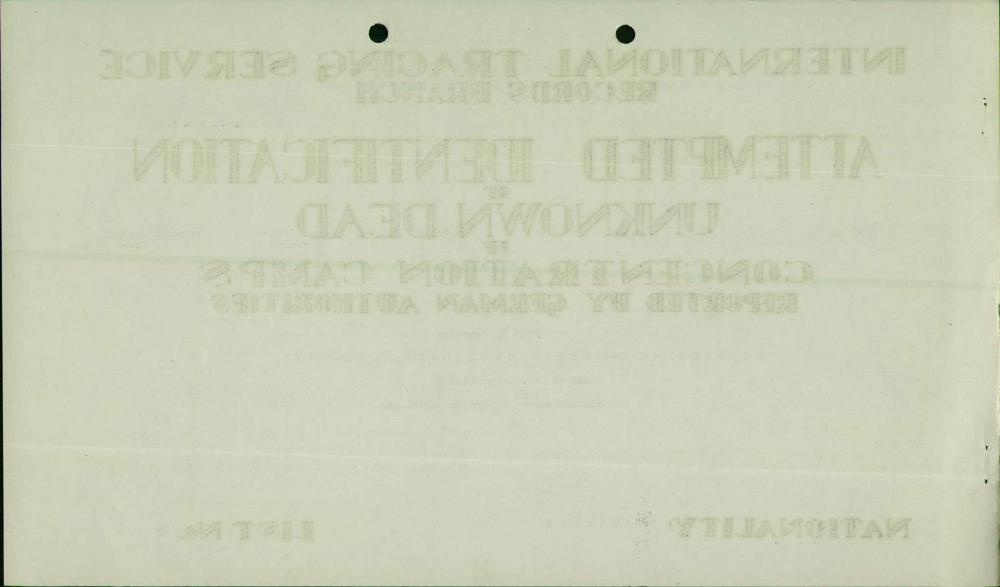 INTERNATIONAL TRACING SERVICE
RECORDS BRANCH
ATTEMPTED IDENTIFICATION
OF
UNKNOWN DEAD
IN
CONCENTRATION CAMPS
REPORTED BY GERMAN AUTHORITIES
NATIONALITY LIST No.